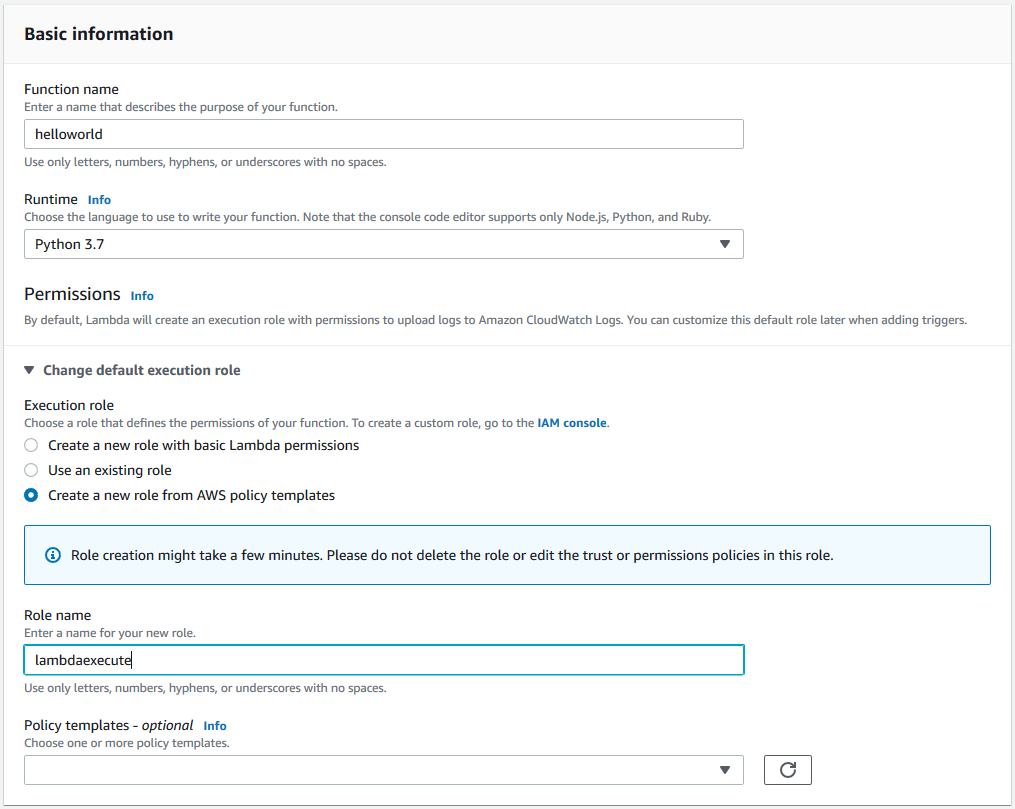 Basic information
Function name
Enter a name that describes the purpose of your function.
helloworld
Use only letters, numbers, hyphens, or underscores with no spaces.
Runtime Info
Choose the language to use to write your function. Note that the console code editor supports only Node.js, Python, and Ruby.
Python 3.7
Permissions Info
By default, Lambda will create an execution role with permissions to upload logs to Amazon CloudWatch Logs. You can customize this default role later when adding triggers.
Change default execution role
Execution role
Choose a role that defines the permissions of your function. To create a custom role, go to the IAM console.
Create a new role with basic Lambda permissions
Use an existing role
Create a new role from AWS policy templates
Role creation might take a few minutes. Please do not delete the role or edit the trust or permissions policies in this role.
Role name
Enter a name for your new role.
lambdaexecute
Use only letters, numbers, hyphens, or underscores with no spaces.
Policy templates - optional Info
Choose one or more policy templates.